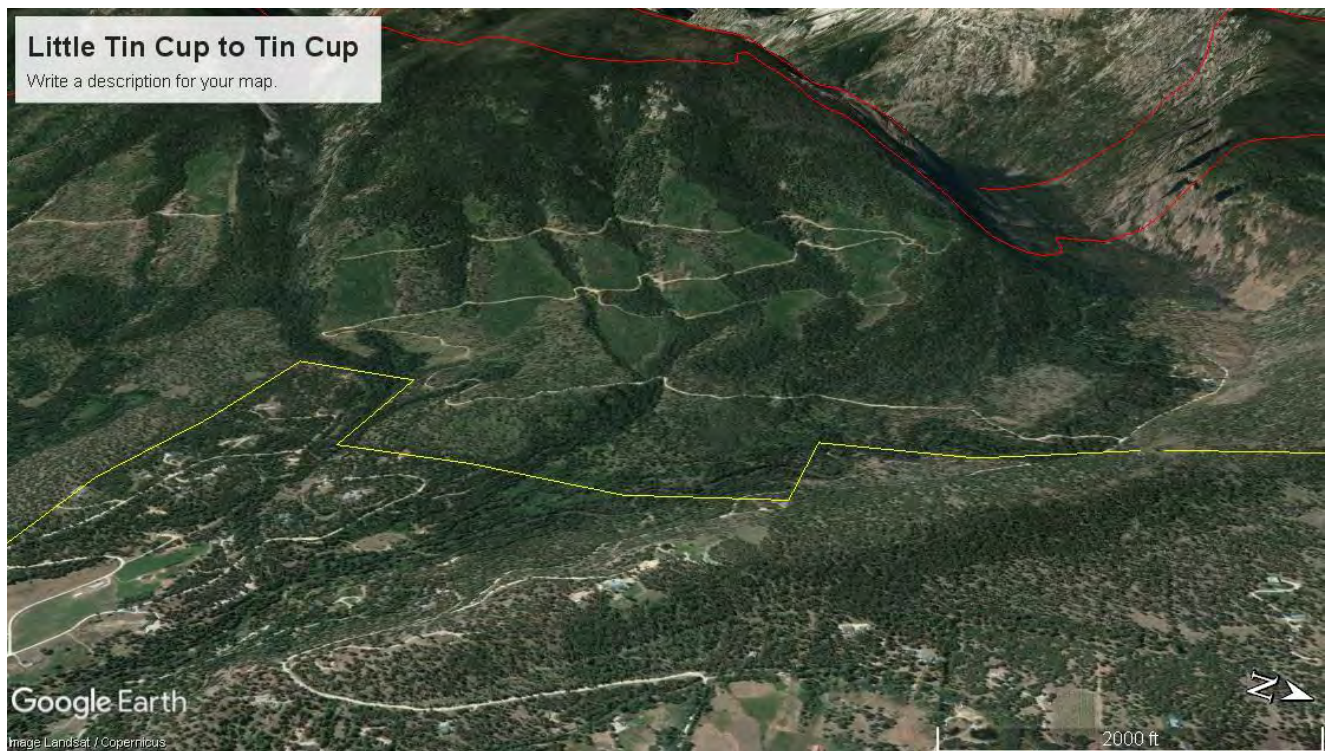 Little Tin Cup to Tin Cup
Write a description for your map.
Google Earth
Image Landsat / Copernicus
N
2000 ft